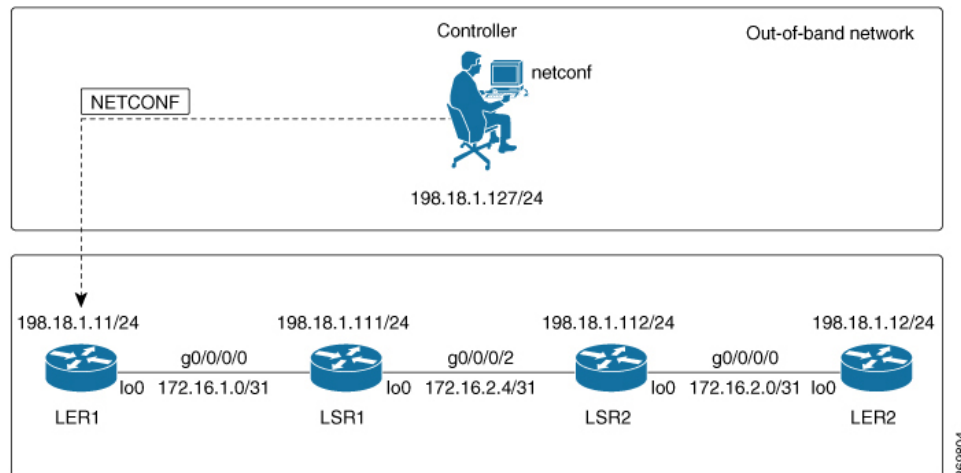 Controller
Out-of-band network
netconf
NETCONF
198.18.1.127/24
198.18.1.11/24
198.18.1.111/24
198.18.1.112/24
198.18.1.12/24
g0/0/0/0
g0/0/0/2
g0/0/0/0
lo0 172.16.1.0/31
172.16.2.4/31
lo0 172.16.2.0/31 lo0
LER1
LSR1
LSR2
LER2